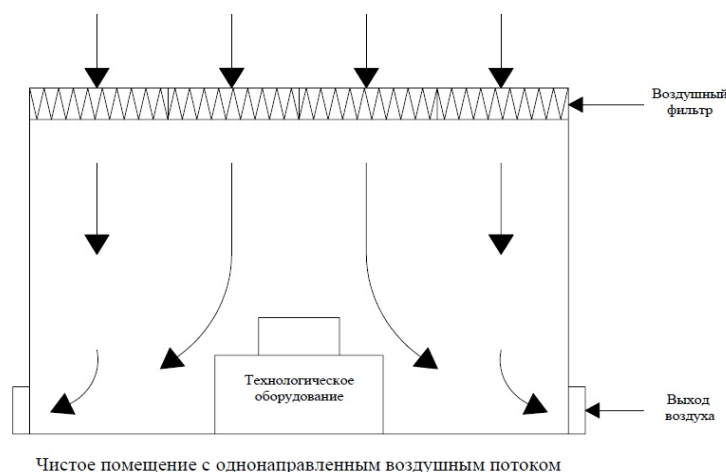 Воздушный
фильтр
Технологическое
оборудование
Выход
воздуха
Чистое помещение с однонаправленным воздушным потоком